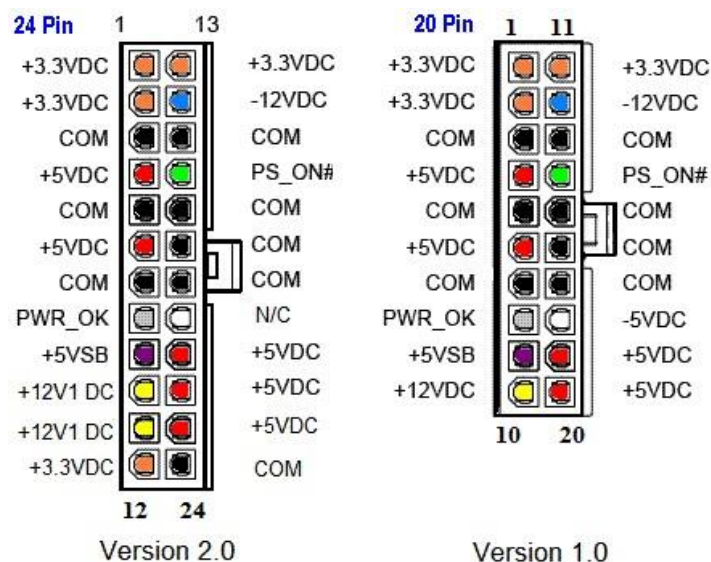 24 Pin 1 13
+3.3VDC +3.3VDC
+3.3VDC -12VDC
COM COM
+5VDC PS_ON#
COM COM
+5VDC COM
COM COM
PWR_OK N/C
+5VSB +5VDC
+12V1 DC +5VDC
+12V1 DC +5VDC
+3.3VDC COM
12 24
Version 2.0
20 Pin 1 11
+3.3VDC +3.3VDC
+3.3VDC -12VDC
COM COM
+5VDC PS_ON#
COM COM
+5VDC COM
COM COM
PWR_OK -5VDC
+5VSB +5VDC
+12VDC +5VDC
10 20
Version 1.0